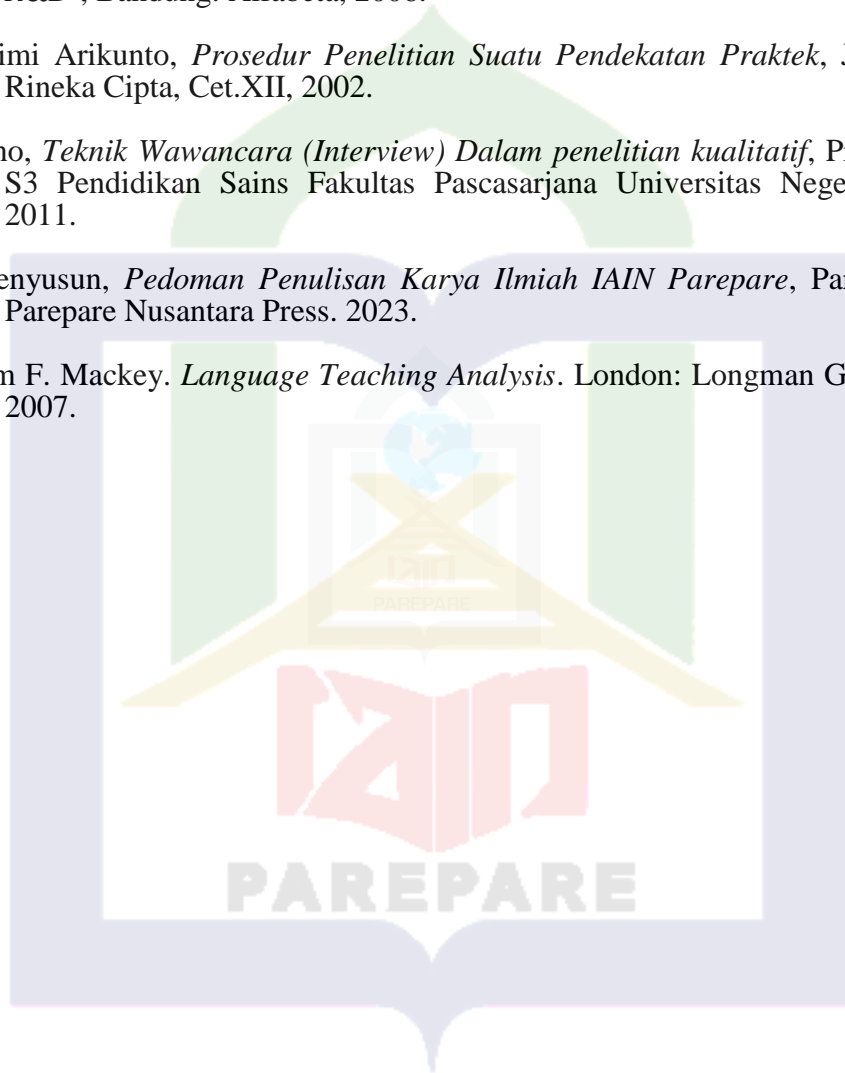 Bandung: Alfabeta, 2008.
imi Arikunto, Prosedur Penelitian Suatu Pendekatan Praktek, J
Rineka Cipta, Cet.XII, 2002.
no, Teknik Wawancara (Interview) Dalam penelitian kualitatif, P
S3 Pendidikan Sains Fakultas Pascasarjana Universitas Nege
2011.
enyusun, Pedoman Penulisan Karya Ilmiah IAIN Parepare, Par
Parepare Nusantara Press. 2023.
m F. Mackey. Language Teaching Analysis. London: Longman G
2007.
IAIN
PAREPARE
IAIN
PAREPARE